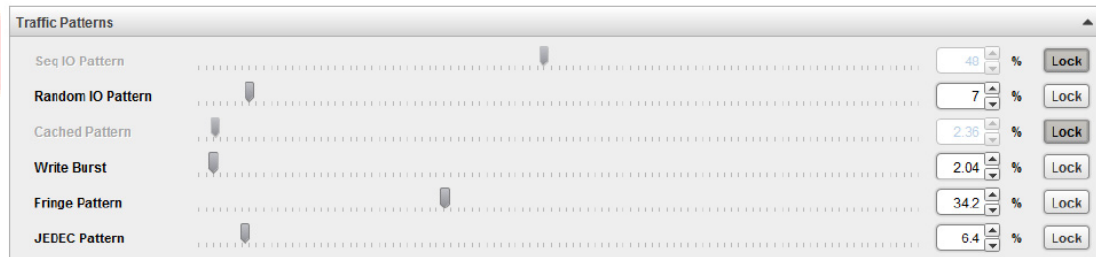 Traffic Patterns
Seq IO Pattern 48 % Lock
Random IO Pattern 7 % Lock
Cached Pattern 2.36 % Lock
Write Burst 2.04 % Lock
Fringe Pattern 34.2 % Lock
JEDEC Pattern 6.4 % Lock